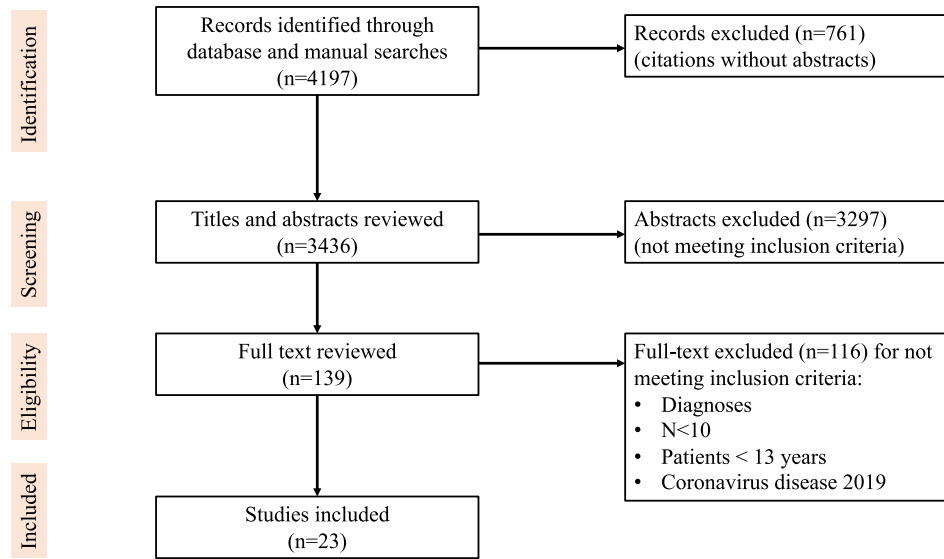 Identification
Records identified through
database and manual searches
(n=4197)
Records excluded (n=761)
(citations without abstracts)
Screening
Titles and abstracts reviewed
(n=3436)
Abstracts excluded (n=3297)
(not meeting inclusion criteria)
Eligibility
Full text reviewed
(n=139)
Full-text excluded (n=116) for not
meeting inclusion criteria:
• Diagnoses
• N<10
• Patients < 13 years
• Coronavirus disease 2019
Included
Studies included
(n=23)